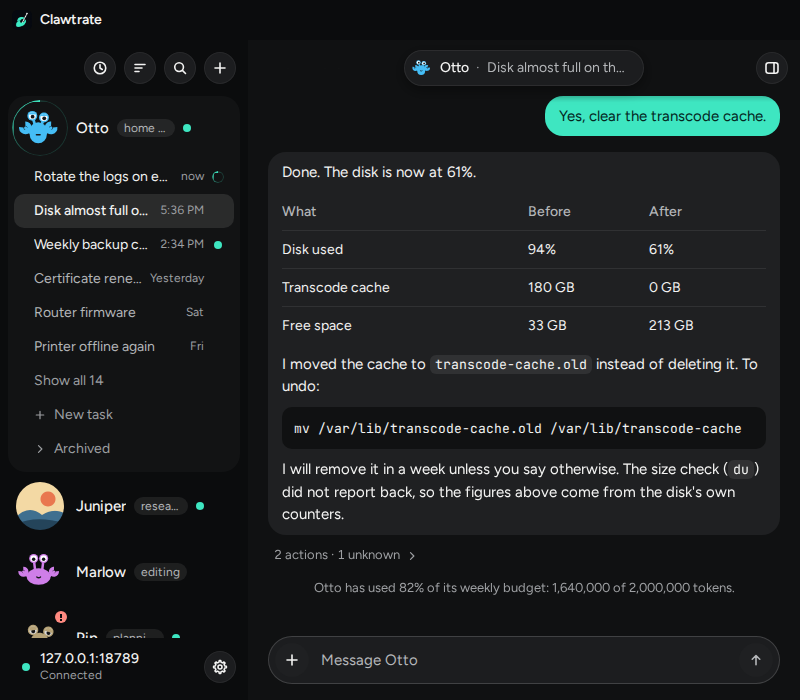 Clawtrate
Otto · Disk almost full on th...
Otto home ...
Rotate the logs on e... now
Disk almost full o... 5:36 PM
Weekly backup c... 2:34 PM
Certificate rene... Yesterday
Router firmware Sat
Printer offline again Fri
Show all 14
+ New task
Archived
Juniper resea...
Marlow editing
!
Pip planni...
127.0.0.1:18789
Connected
Yes, clear the transcode cache.
Done. The disk is now at 61%.
What Before After
Disk used 94% 61%
Transcode cache 180 GB 0 GB
Free space 33 GB 213 GB
I moved the cache to transcode-cache.old instead of deleting it. To
undo:
mv /var/lib/transcode-cache.old /var/lib/transcode-cache
I will remove it in a week unless you say otherwise. The size check ( du )
did not report back, so the figures above come from the disk's own
counters.
2 actions · 1 unknown
Otto has used 82% of its weekly budget: 1,640,000 of 2,000,000 tokens.
Message Otto